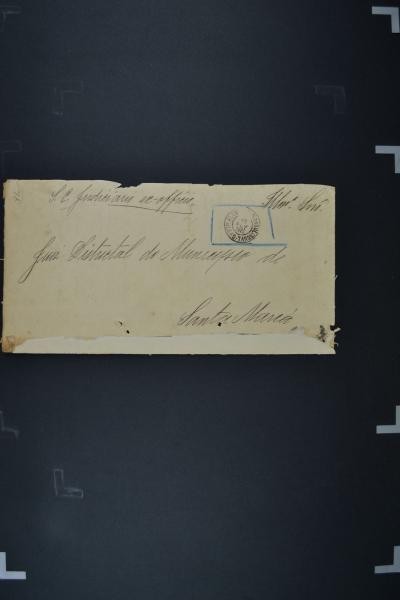 S. E. Judiciario ex-officio
Illmo. Snr.
Juiz Districtal do Municipio de
Santa Maria